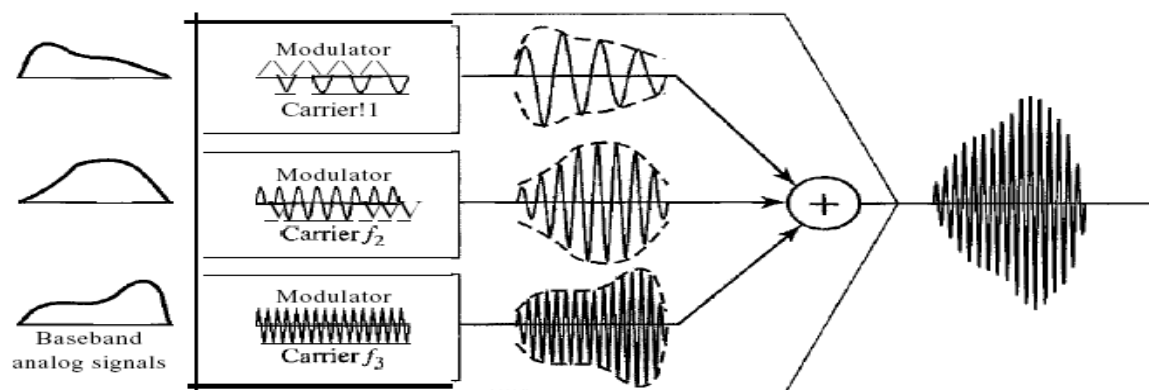 Modulator
Carrier!1
Modulator
Carrier f2
Modulator
Carrier f3
Baseband
analog signals
+